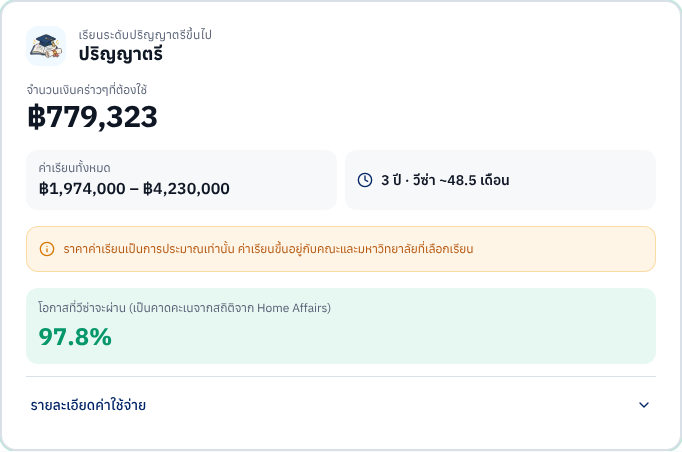 เรียนระดับปริญญาตรีขึ้นไป
ปริญญาตรี
จำนวนเงินคร่าวๆที่ต้องใช้
฿779,323
ค่าเรียนทั้งหมด
฿1,974,000 – ฿4,230,000
3 ปี · วีซ่า ~48.5 เดือน
ราคาค่าเรียนเป็นการประมาณเท่านั้น ค่าเรียนขึ้นอยู่กับคณะและมหาวิทยาลัยที่เลือกเรียน
โอกาสที่วีซ่าจะผ่าน (เป็นคาดคะเนจากสถิติจาก Home Affairs)
97.8%
รายละเอียดค่าใช้จ่าย